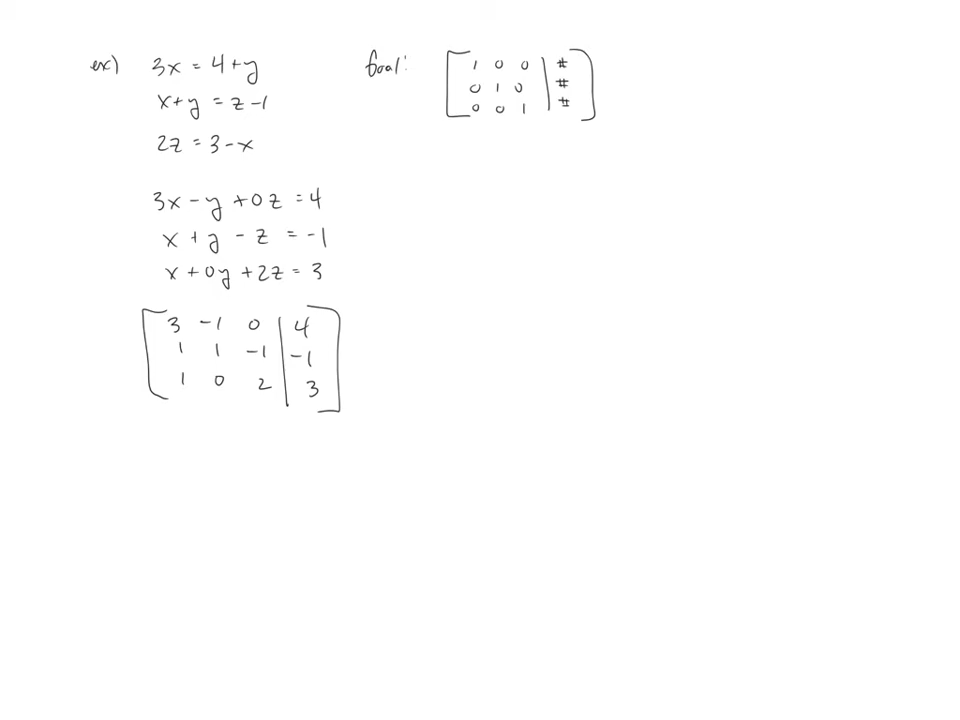 ex) 3x = 4+y
x+y = z-1
2z = 3-x
Goal:
1 0 0 | #
0 1 0 | #
0 0 1 | #
3x - y + 0z = 4
x + y - z = -1
x + 0y + 2z = 3
3 -1 0 | 4
1 1 -1 | -1
1 0 2 | 3